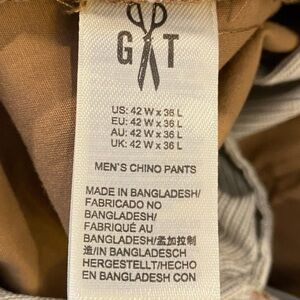 G T
US: 42 W x 36 L
EU: 42 W x 36 L
AU: 42 W x 36 L
UK: 42 W x 36 L
MEN'S CHINO PANTS
MADE IN BANGLADESH/
FABRICADO NO
BANGLADESH/
FABRIQUÉ AU
BANGLADESH/孟加拉制
造/IN BANGLADESCH
HERGESTELLT/HECHO
EN BANGLADESH CON